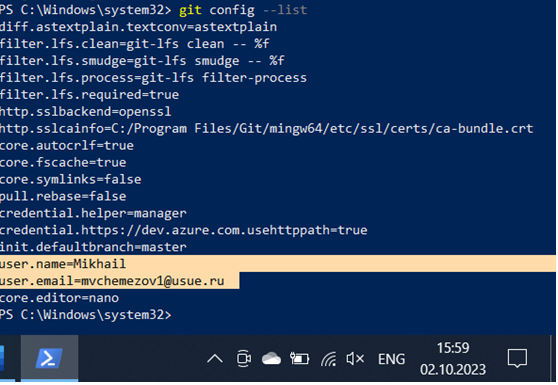 PS C:\Windows\system32> git config --list
diff.astextplain.textconv=astextplain
filter.lfs.clean=git-lfs clean -- %f
filter.lfs.smudge=git-lfs smudge -- %f
filter.lfs.process=git-lfs filter-process
filter.lfs.required=true
http.sslbackend=openssl
http.sslcainfo=C:/Program Files/Git/mingw64/etc/ssl/certs/ca-bundle.crt
core.autocrlf=true
core.fscache=true
core.symlinks=false
pull.rebase=false
credential.helper=manager
credential.https://dev.azure.com.usehttppath=true
init.defaultbranch=master
user.name=Mikhail
user.email=mvchemezov1@usue.ru
core.editor=nano
PS C:\Windows\system32>
ENG
15:59
02.10.2023